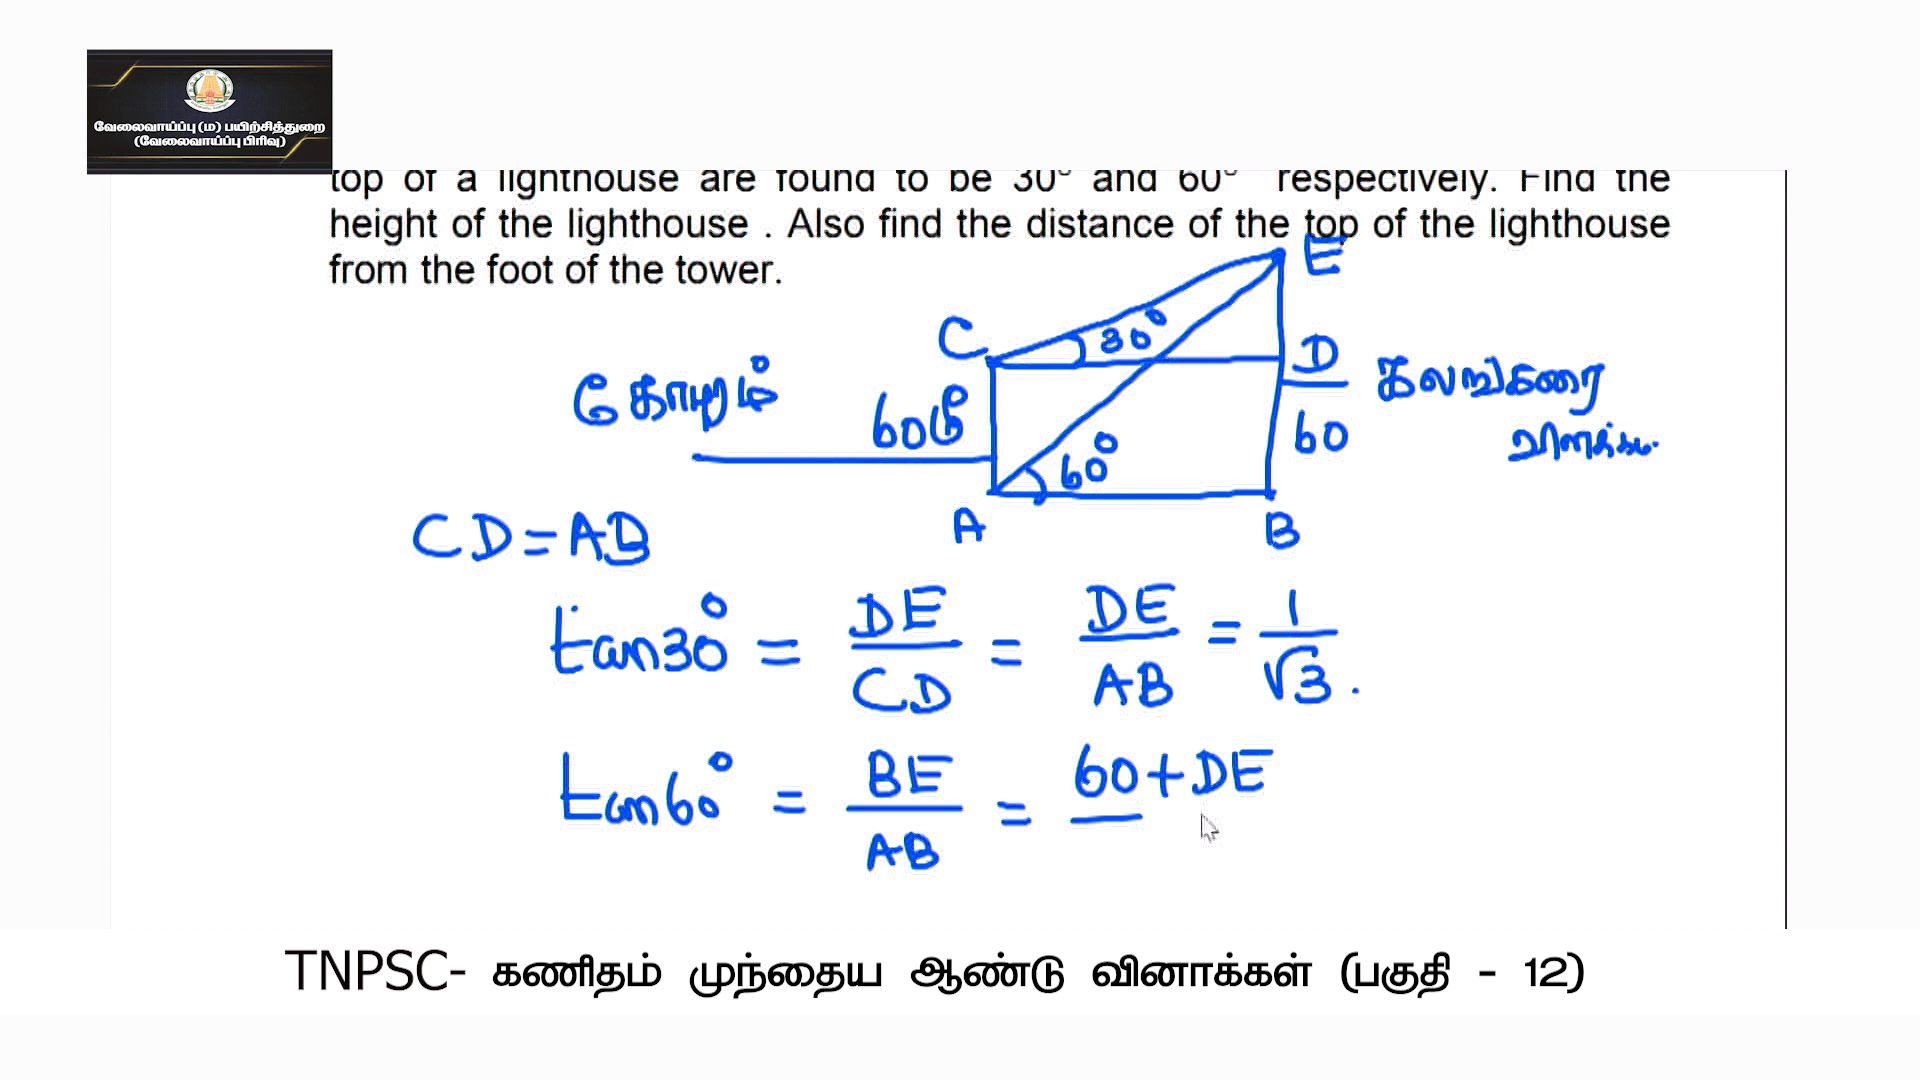 வேலைவாய்ப்பு (ம) பயிற்சித்துறை
(வேலைவாய்ப்பு பிரிவு)
top of a lighthouse are found to be 30° and 60° respectively. Find the
height of the lighthouse . Also find the distance of the top of the lighthouse
from the foot of the tower.
E
C 30° D
கோபுரம் 60மீ 60 கலங்கரை
விளக்கம்
60°
A B
CD = AB
tan30° = DE/CD = DE/AB = 1/√3.
tan60° = BE/AB = 60+DE
TNPSC- கணிதம் முந்தைய ஆண்டு வினாக்கள் (பகுதி - 12)